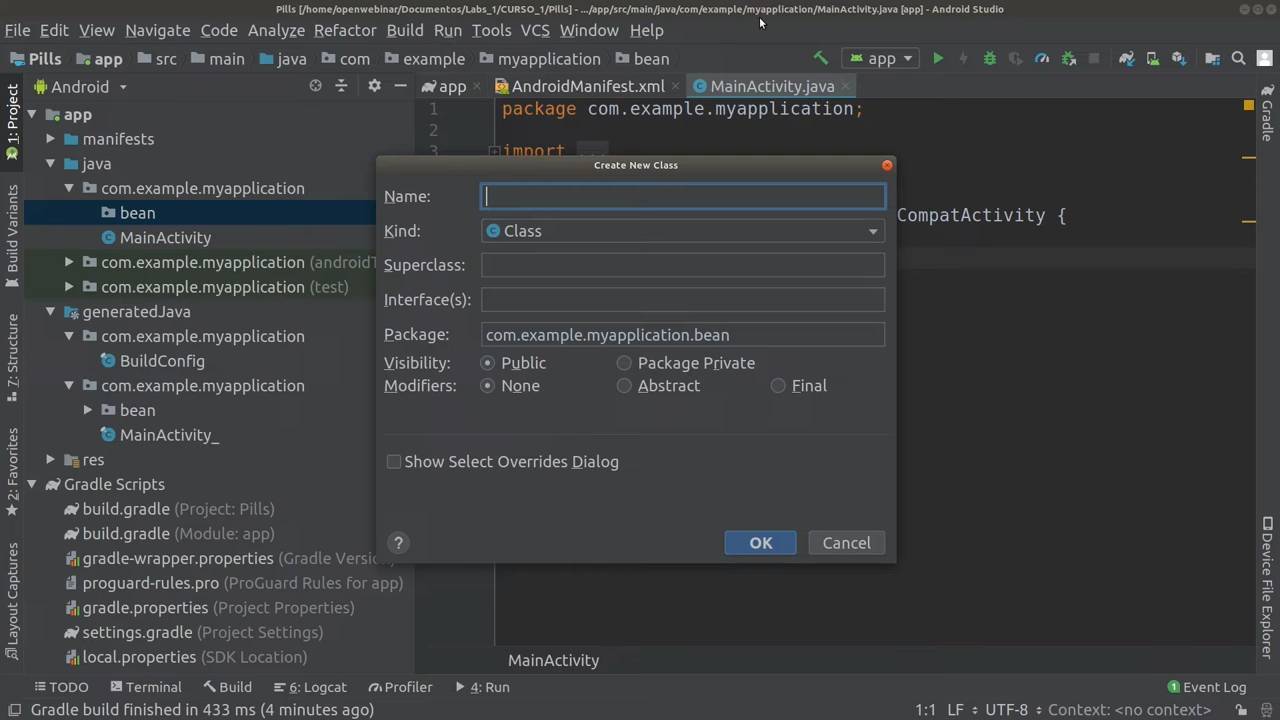 Pills [/home/openwebinar/Documentos/Labs_1/CURSO_1/Pills] - .../app/src/main/java/com/example/myapplication/MainActivity.java [app] - Android Studio
File Edit View Navigate Code Analyze Refactor Build Run Tools VCS Window Help
Pills app src main java com example myapplication bean app
1: Project
Build Variants
7: Structure
2: Favorites
Layout Captures
Android
app
manifests
java
com.example.myapplication
bean
MainActivity
com.example.myapplication (androidT
com.example.myapplication (test)
generatedJava
com.example.myapplication
BuildConfig
com.example.myapplication
bean
MainActivity_
res
Gradle Scripts
build.gradle (Project: Pills)
build.gradle (Module: app)
gradle-wrapper.properties (Gradle Version
proguard-rules.pro (ProGuard Rules for app)
gradle.properties (Project Properties)
settings.gradle (Project Settings)
local.properties (SDK Location)
app AndroidManifest.xml MainActivity.java
1 package com.example.myapplication;
2
3 import ...
CompatActivity {
Create New Class
Name:
Kind: Class
Superclass:
Interface(s):
Package: com.example.myapplication.bean
Visibility: Public Package Private
Modifiers: None Abstract Final
Show Select Overrides Dialog
? OK Cancel
MainActivity
Gradle
Device File Explorer
TODO Terminal Build 6: Logcat Profiler 4: Run 1 Event Log
Gradle build finished in 433 ms (4 minutes ago) 1:1 LF UTF-8 Context: <no context>